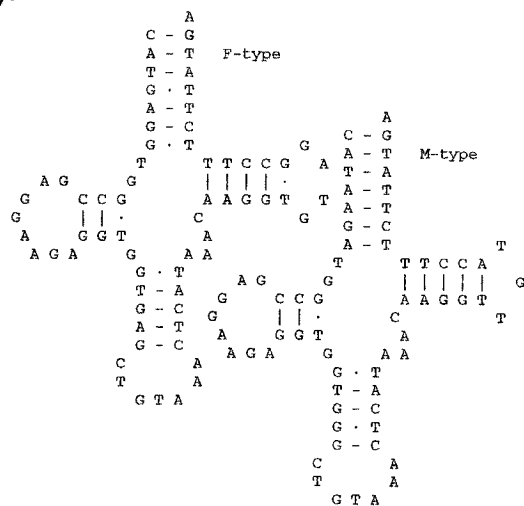 A
C – G
A – T F-type
T – A
G · T
A – T
G – C
G · T G
T T T C C G A
A G C C G G | | | | ·
G | | · A A G G T T
G G G T C G
A A G A G A
G A
G · T
T – A
G – C
A – T
G – C
C A
T A
G T A
A
C – G
A – T M-type
T – A
A – T
A – T
G – C
A – T T
T T T C C A G
A G C C G G | | | | |
G | | · A A G G T T
G G G T C
A A G A G A
G A
G · T
T – A
G – C
G · T
G – C
C A
T A
G T A